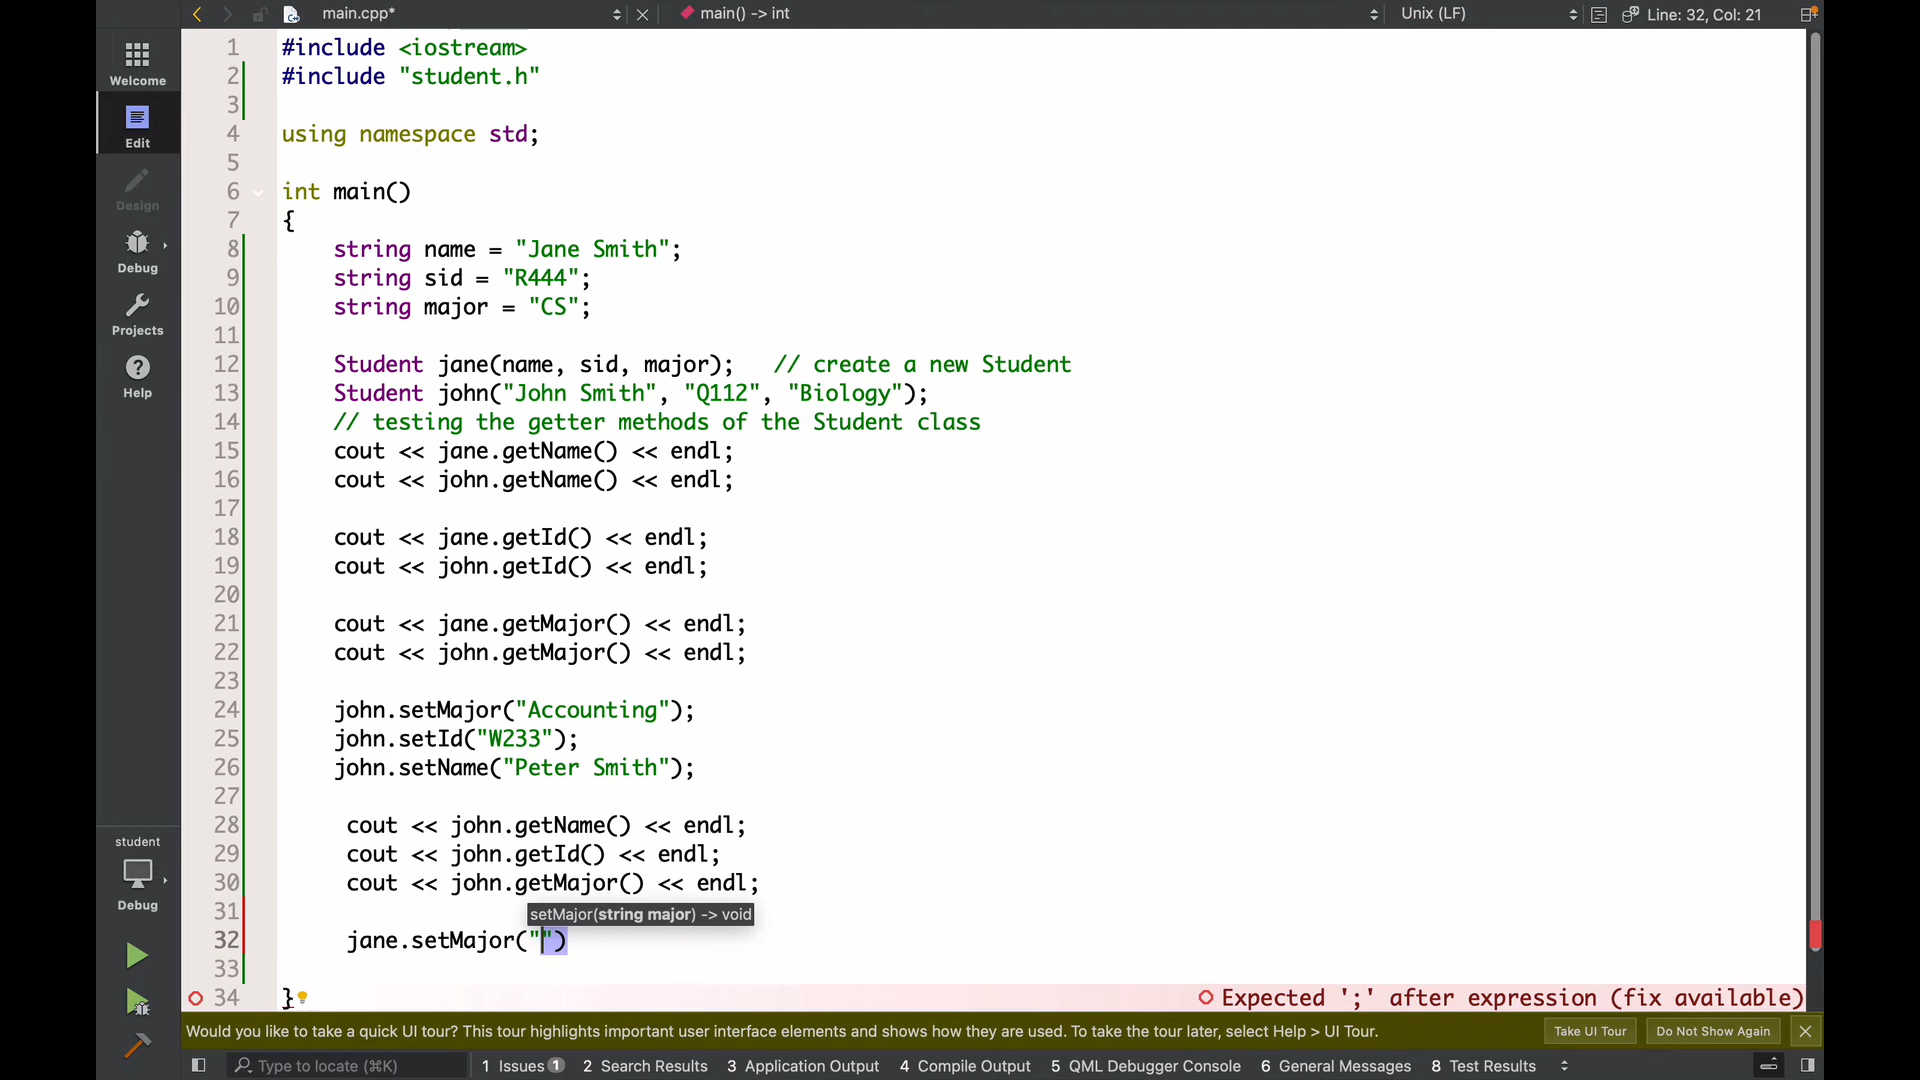 main.cpp*
main() -> int
Unix (LF)
Line: 32, Col: 21
Welcome
Edit
Design
Debug
Projects
Help
student
Debug
1 #include <iostream>
2 #include "student.h"
3
4 using namespace std;
5
6 int main()
7 {
8 string name = "Jane Smith";
9 string sid = "R444";
10 string major = "CS";
11
12 Student jane(name, sid, major); // create a new Student
13 Student john("John Smith", "Q112", "Biology");
14 // testing the getter methods of the Student class
15 cout << jane.getName() << endl;
16 cout << john.getName() << endl;
17
18 cout << jane.getId() << endl;
19 cout << john.getId() << endl;
20
21 cout << jane.getMajor() << endl;
22 cout << john.getMajor() << endl;
23
24 john.setMajor("Accounting");
25 john.setId("W233");
26 john.setName("Peter Smith");
27
28 cout << john.getName() << endl;
29 cout << john.getId() << endl;
30 cout << john.getMajor() << endl;
31
setMajor(string major) -> void
32 jane.setMajor("")
33
34 } Expected ';' after expression (fix available)
Would you like to take a quick UI tour? This tour highlights important user interface elements and shows how they are used. To take the tour later, select Help > UI Tour.
Take UI Tour
Do Not Show Again
Type to locate (⌘K)
1 Issues 1
2 Search Results
3 Application Output
4 Compile Output
5 QML Debugger Console
6 General Messages
8 Test Results